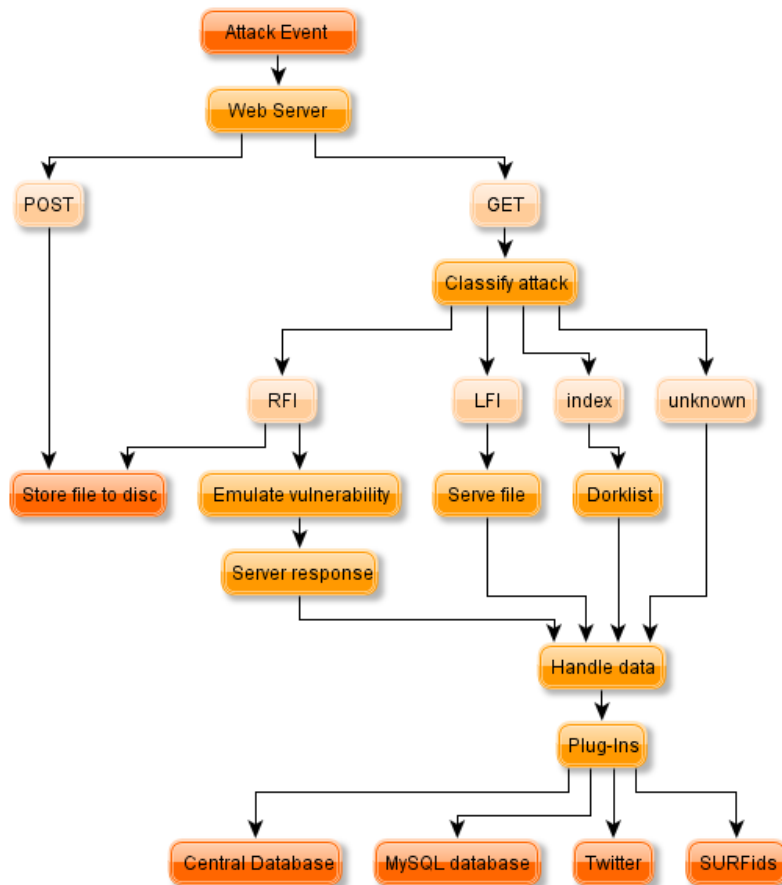 Attack Event
Web Server
POST
GET
Classify attack
RFI
LFI
index
unknown
Store file to disc
Emulate vulnerability
Serve file
Dorklist
Server response
Handle data
Plug-Ins
Central Database
MySQL database
Twitter
SURFids